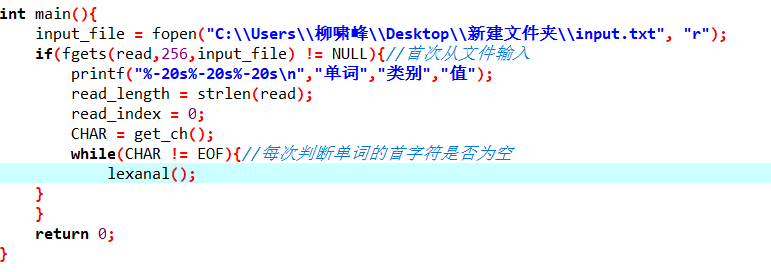 int main(){
    input_file = fopen("C:\\Users\\柳啸峰\\Desktop\\新建文件夹\\input.txt", "r");
    if(fgets(read,256,input_file) != NULL){//首次从文件输入
        printf("%-20s%-20s%-20s\n","单词","类别","值");
        read_length = strlen(read);
        read_index = 0;
        CHAR = get_ch();
        while(CHAR != EOF){//每次判断单词的首字符是否为空
            lexanal();
    }
    }
    return 0;
}